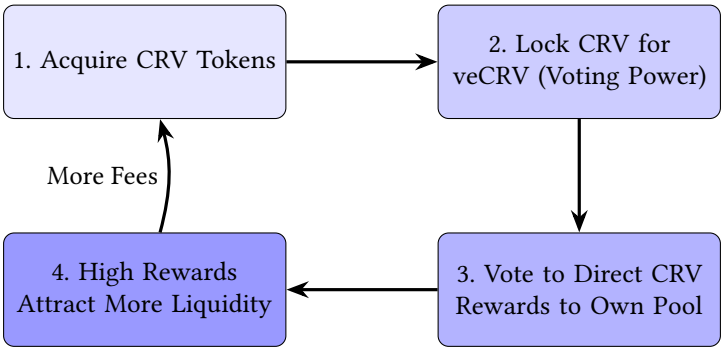 1. Acquire CRV Tokens
2. Lock CRV for
veCRV (Voting Power)
More Fees
3. Vote to Direct CRV
Rewards to Own Pool
4. High Rewards
Attract More Liquidity